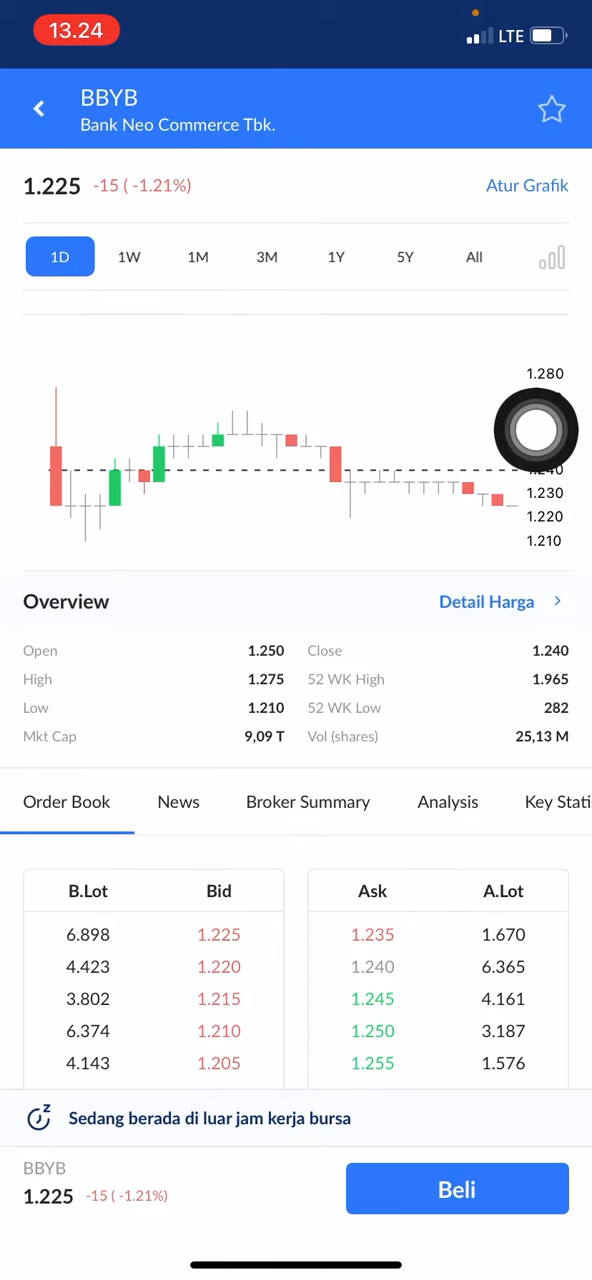 13.24
LTE
BBYB
Bank Neo Commerce Tbk.
1.225 -15 ( -1.21%) Atur Grafik
1D 1W 1M 3M 1Y 5Y All
1.280
1.230
1.220
1.210
Overview Detail Harga
Open 1.250 Close 1.240
High 1.275 52 WK High 1.965
Low 1.210 52 WK Low 282
Mkt Cap 9,09 T Vol (shares) 25,13 M
Order Book News Broker Summary Analysis Key Stati
B.Lot Bid Ask A.Lot
6.898 1.225 1.235 1.670
4.423 1.220 1.240 6.365
3.802 1.215 1.245 4.161
6.374 1.210 1.250 3.187
4.143 1.205 1.255 1.576
Sedang berada di luar jam kerja bursa
BBYB
1.225 -15 ( -1.21%)
Beli